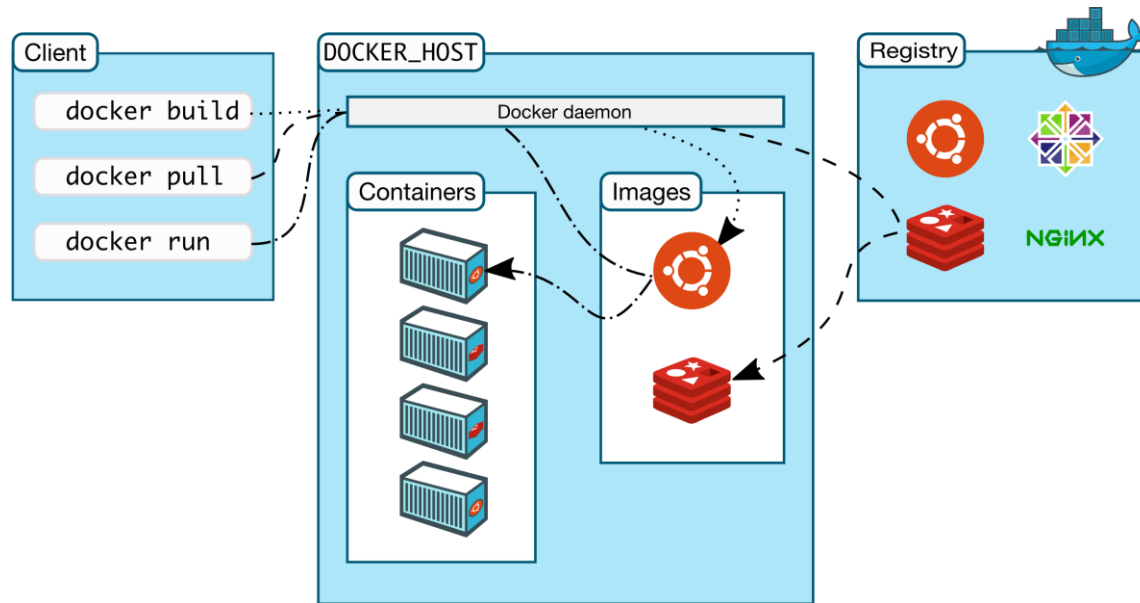 Client
docker build
docker pull
docker run
DOCKER_HOST
Docker daemon
Containers
Images
Registry
NGINX